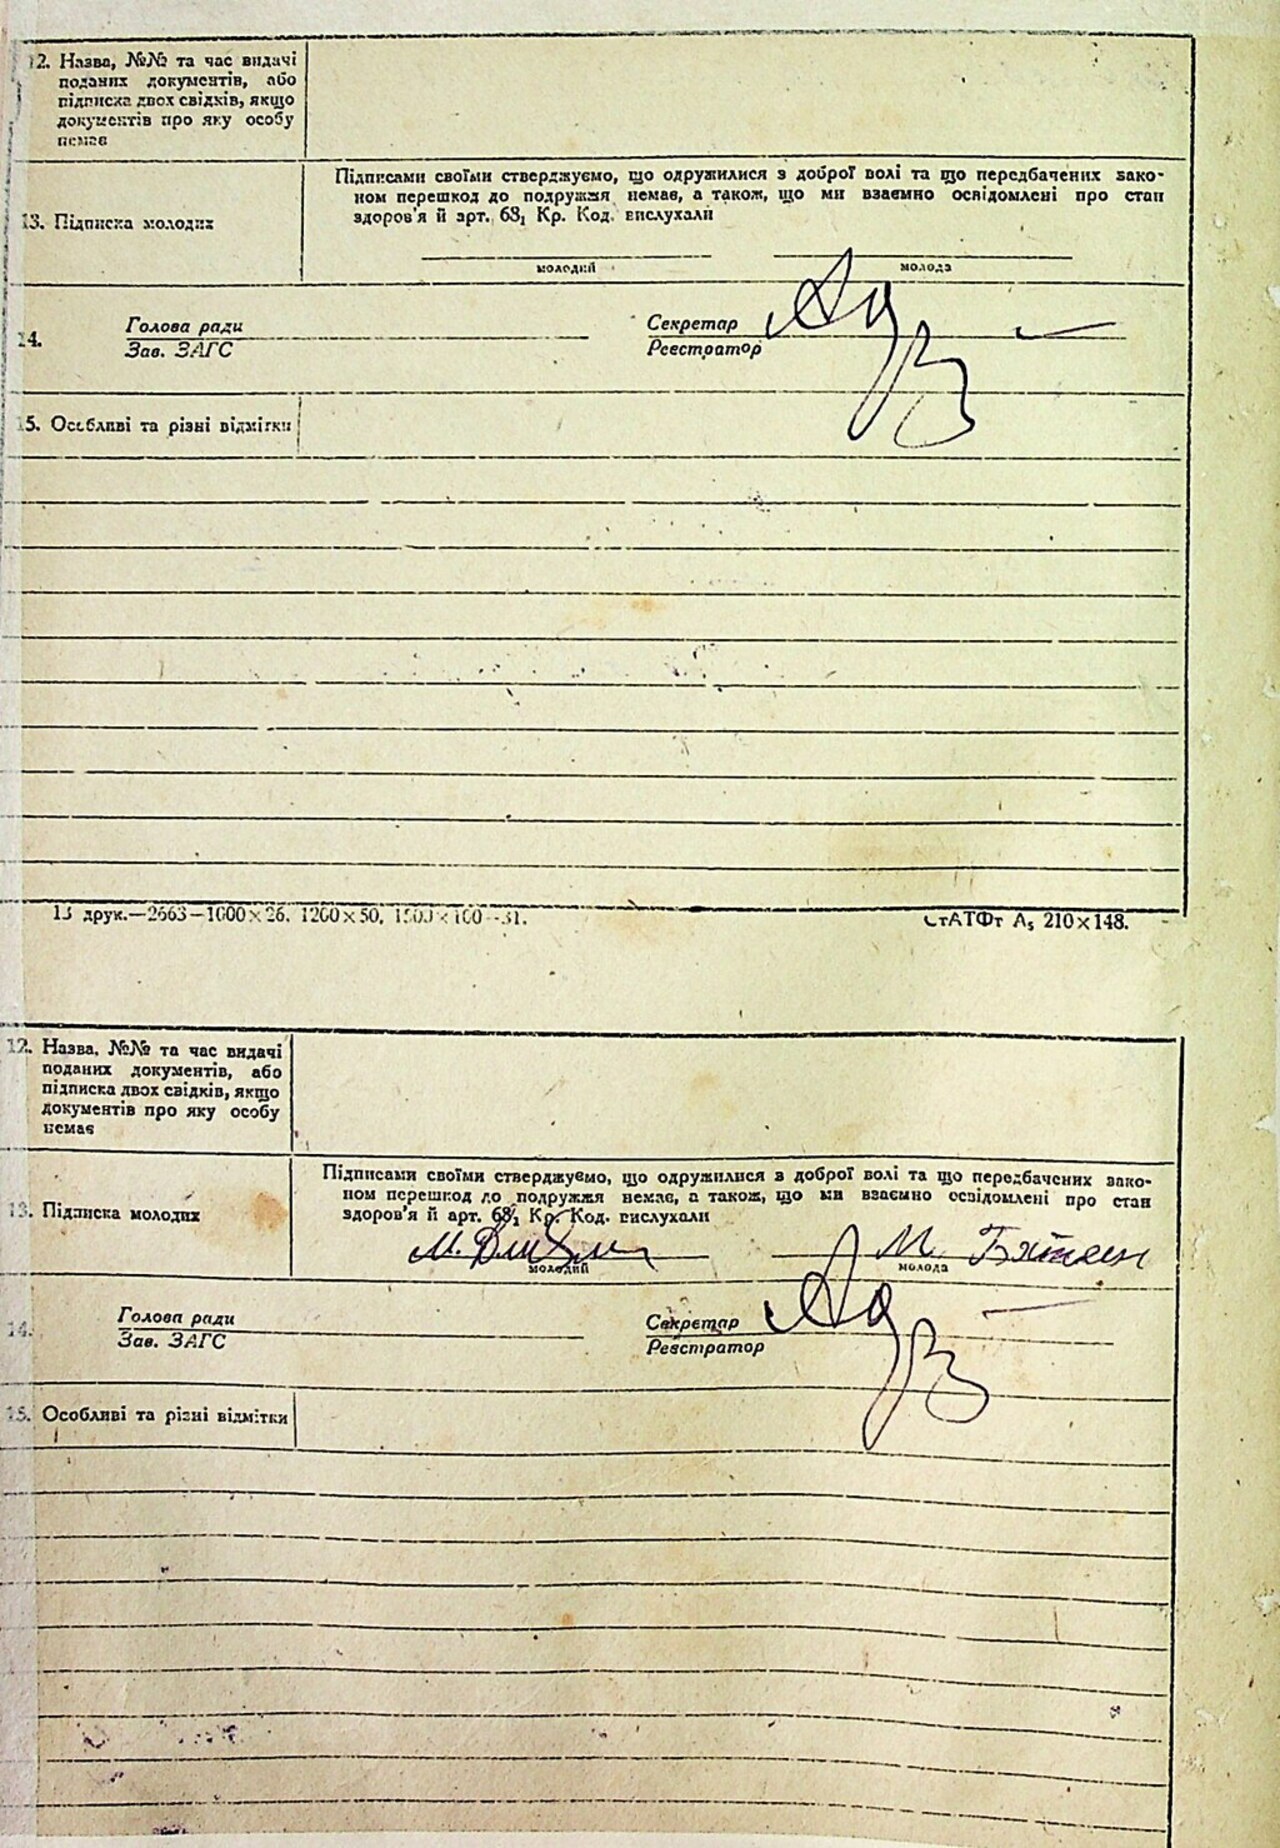 12. Назва, №№ та час видачі
поданих документів, або
підписка двох свідків, якщо
документів про яку особу
немає
Підписами своїми стверджуємо, що одружилися з доброї волі та що передбачених зако-
ном перешкод до подружжя немає, а також, що ми взаємно освідомлені про стан
здоров'я й арт. 68₁ Кр. Код. вислухали
13. Підписка молодих
молодий молода
14. Голова ради Секретар
Зав. ЗАГС Реєстратор
15. Особливі та різні відмітки
13 друк.—2663—1000×26. 1200×50. 1500×100—31. СтАТФт А₅ 210×148.
12. Назва, №№ та час видачі
поданих документів, або
підписка двох свідків, якщо
документів про яку особу
немає
Підписами своїми стверджуємо, що одружилися з доброї волі та що передбачених зако-
ном перешкод до подружжя немає, а також, що ми взаємно освідомлені про стан
здоров'я й арт. 68₁ Кр. Код. вислухали
13. Підписка молодих
М. М.
молодий молода
14. Голова ради Секретар
Зав. ЗАГС Реєстратор
15. Особливі та різні відмітки